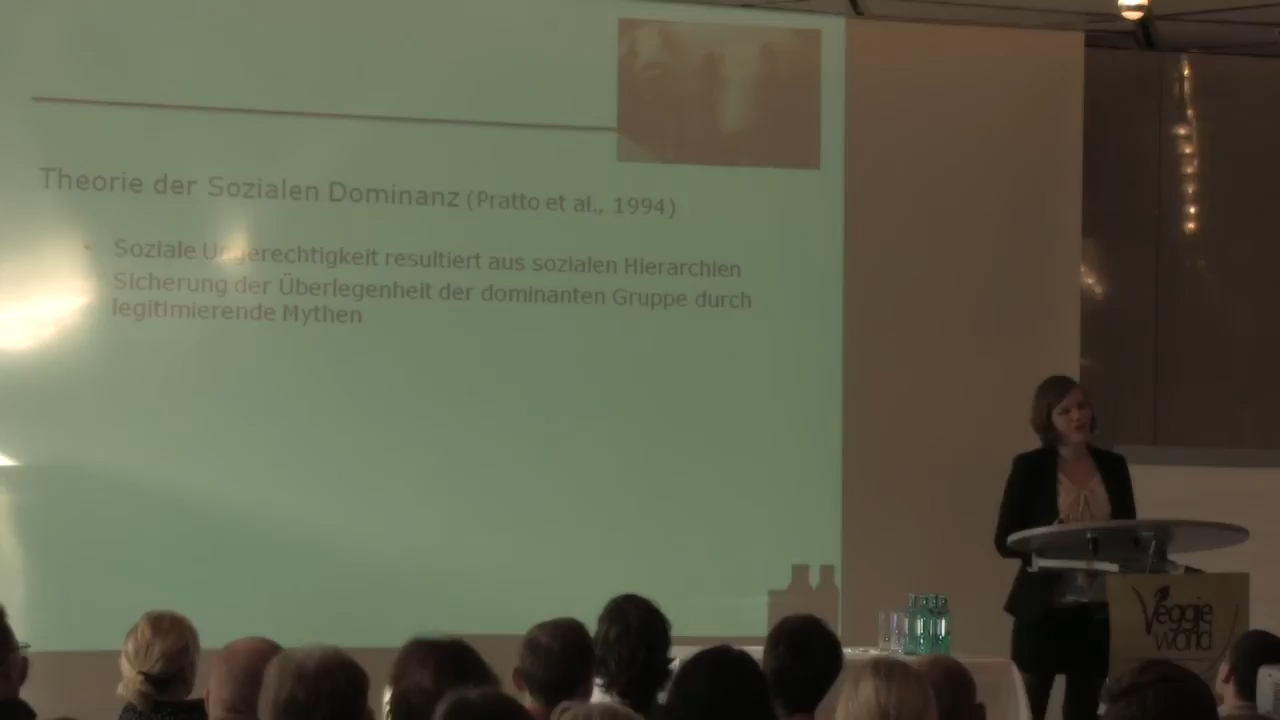 Theorie der Sozialen Dominanz (Pratto et al., 1994)
Soziale Ungerechtigkeit resultiert aus sozialen Hierarchien
Sicherung der Überlegenheit der dominanten Gruppe durch
legitimierende Mythen
Veggie
world